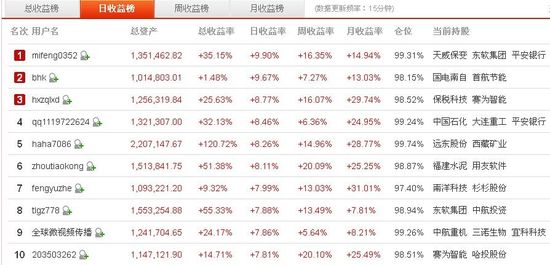 总收益榜 日收益榜 周收益榜 月收益榜 (数据更新频率：15分钟)
名次 用户名 总资产 总收益率 日收益率 周收益率 月收益率 仓位 当前持股
1 mifeng0352 1,351,462.82 +35.15% +9.90% +16.35% +14.94% 99.31% 天威保变 东软集团 平安银行
2 bhk 1,014,803.01 +1.48% +9.67% +7.27% +13.03% 98.15% 国电南自 首航节能
3 hxzqlxd 1,256,319.84 +25.63% +8.77% +16.07% +29.74% 98.52% 保税科技 赛为智能
4 qq1119722624 1,321,307.00 +32.13% +8.46% +6.36% +24.95% 99.24% 中国石化 大连重工 平安银行
5 haha7086 2,207,147.67 +120.72% +8.26% +14.96% +28.77% 99.74% 远东股份 西藏矿业
6 zhoutiaokong 1,513,841.75 +51.38% +8.11% +20.09% +25.25% 98.87% 福建水泥 用友软件
7 fengyuzhe 1,093,221.20 +9.32% +7.99% +13.03% +31.01% 97.40% 南洋科技 杉杉股份
8 tlgz778 1,553,254.88 +55.33% +7.88% +13.49% +7.81% 98.94% 东软集团 中航投资
9 全球微视频传播 1,241,704.65 +24.17% +7.86% +5.64% +8.21% 99.26% 中航重机 三诺生物 宜科科技
10 203503262 1,147,121.90 +14.71% +7.81% +20.10% +25.49% 98.51% 赛为智能 哈投股份